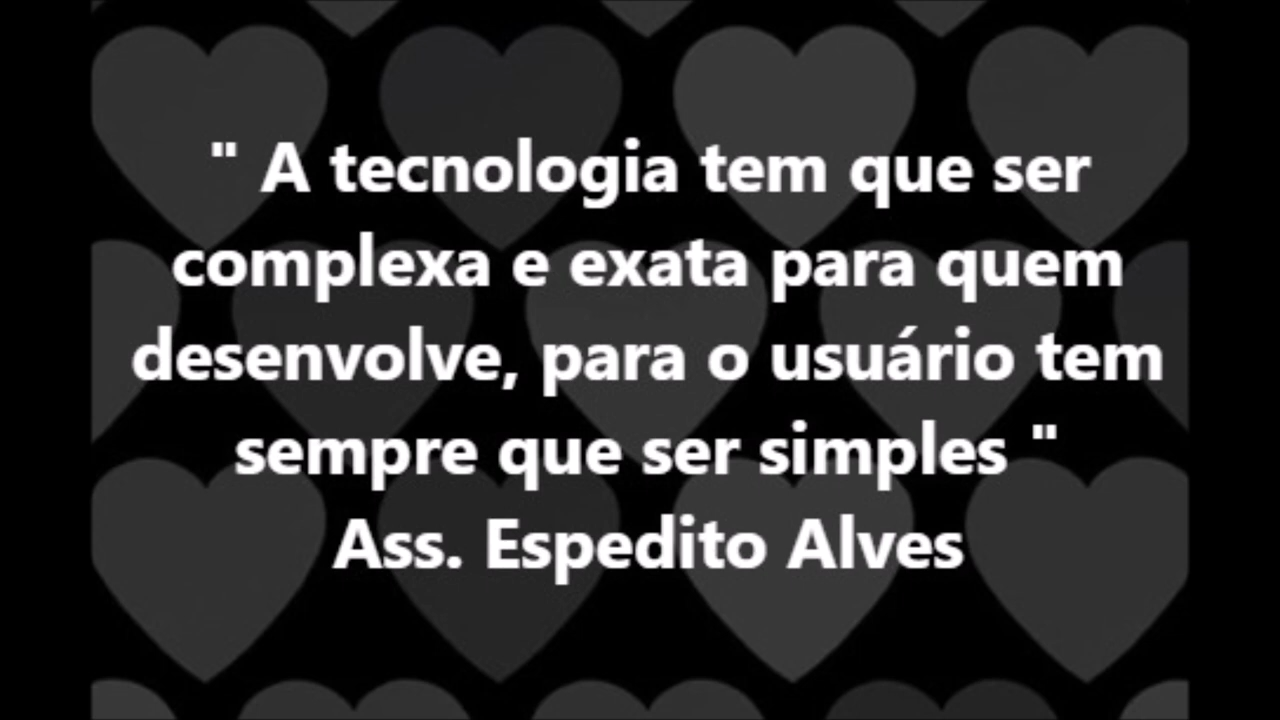 " A tecnologia tem que ser
complexa e exata para quem
desenvolve, para o usuário tem
sempre que ser simples "
Ass. Espedito Alves